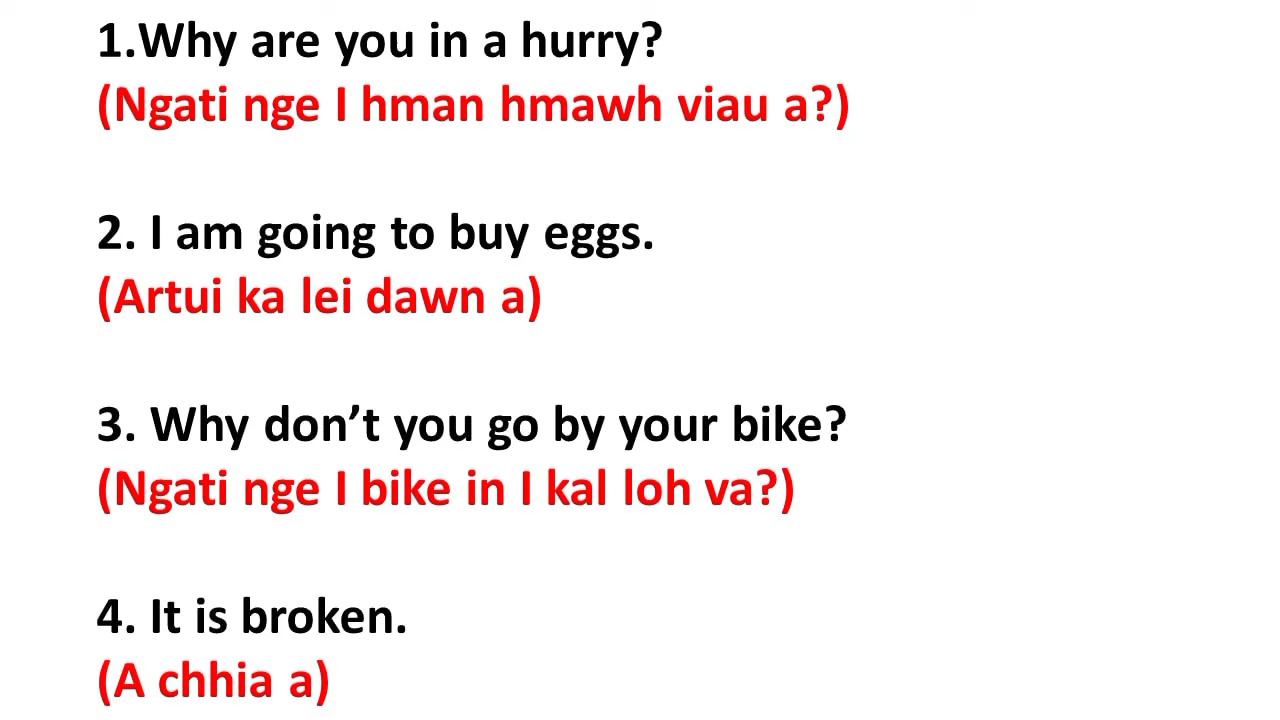 1.Why are you in a hurry?
(Ngati nge I hman hmawh viau a?)
2. I am going to buy eggs.
(Artui ka lei dawn a)
3. Why don’t you go by your bike?
(Ngati nge I bike in I kal loh va?)
4. It is broken.
(A chhia a)